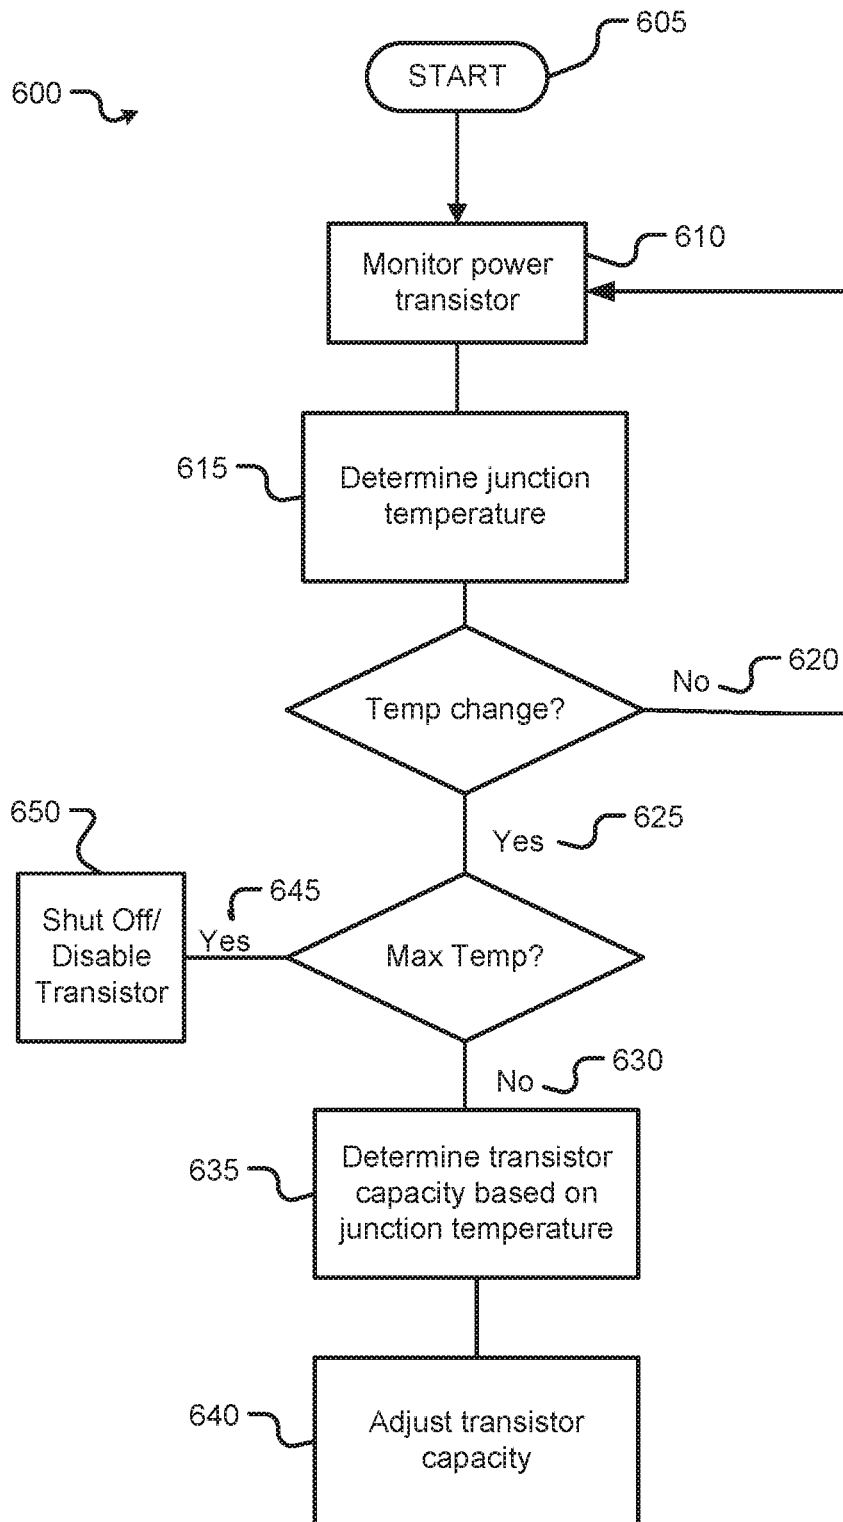 605
START
600
610
Monitor power
transistor
615
Determine junction
temperature
620
No
Temp change?
650
625
Yes
645
Shut Off/
Disable
Transistor
Yes
Max Temp?
630
No
635
Determine transistor
capacity based on
junction temperature
640
Adjust transistor
capacity